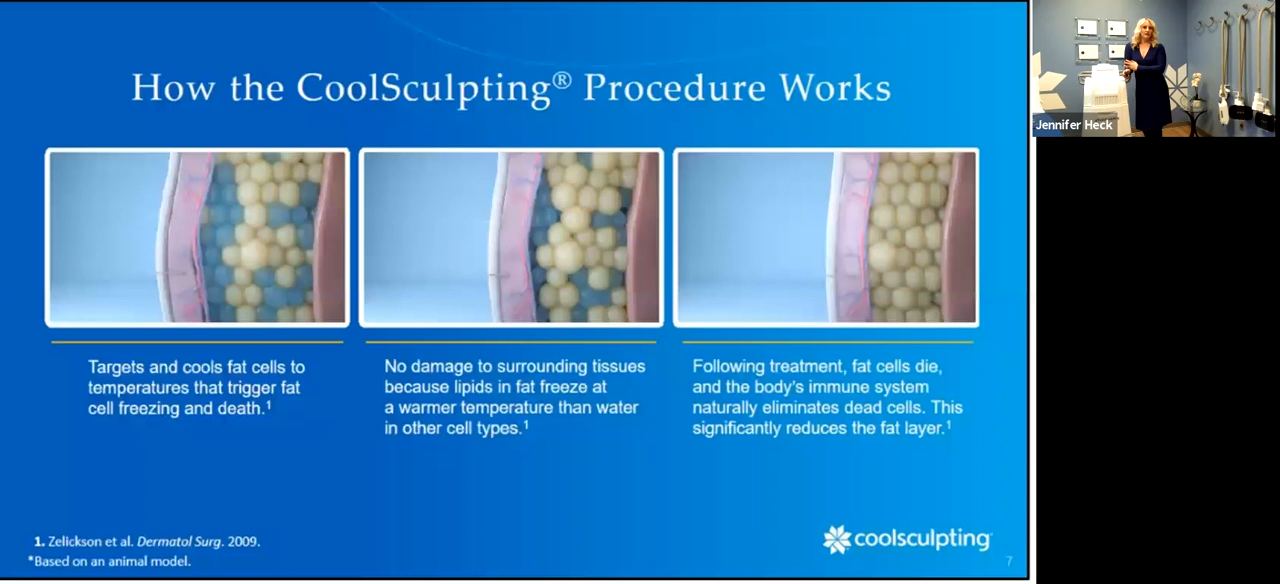 How the CoolSculpting® Procedure Works
Jennifer Heck
Targets and cools fat cells to
temperatures that trigger fat
cell freezing and death.¹
No damage to surrounding tissues
because lipids in fat freeze at
a warmer temperature than water
in other cell types.¹
Following treatment, fat cells die,
and the body's immune system
naturally eliminates dead cells. This
significantly reduces the fat layer.¹
1. Zelickson et al. Dermatol Surg. 2009.
*Based on an animal model.
coolsculpting
7